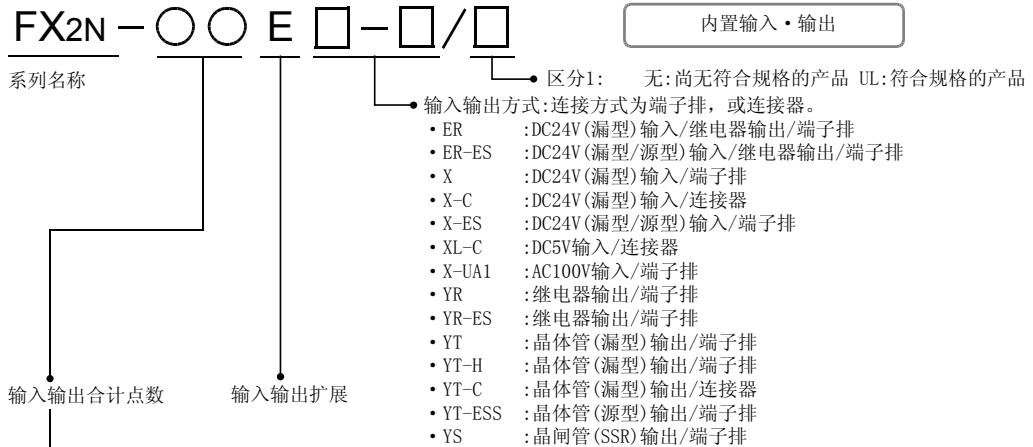 FX2N－○○ E □－□/□
内置输入・输出
系列名称
区分1: 无:尚无符合规格的产品 UL:符合规格的产品
输入输出方式:连接方式为端子排，或连接器。
・ER :DC24V(漏型)输入/继电器输出/端子排
・ER-ES :DC24V(漏型/源型)输入/继电器输出/端子排
・X :DC24V(漏型)输入/端子排
・X-C :DC24V(漏型)输入/连接器
・X-ES :DC24V(漏型/源型)输入/端子排
・XL-C :DC5V输入/连接器
・X-UA1 :AC100V输入/端子排
・YR :继电器输出/端子排
・YR-ES :继电器输出/端子排
・YT :晶体管(漏型)输出/端子排
・YT-H :晶体管(漏型)输出/端子排
・YT-C :晶体管(漏型)输出/连接器
・YT-ESS :晶体管(源型)输出/端子排
・YS :晶闸管(SSR)输出/端子排
输入输出合计点数
输入输出扩展